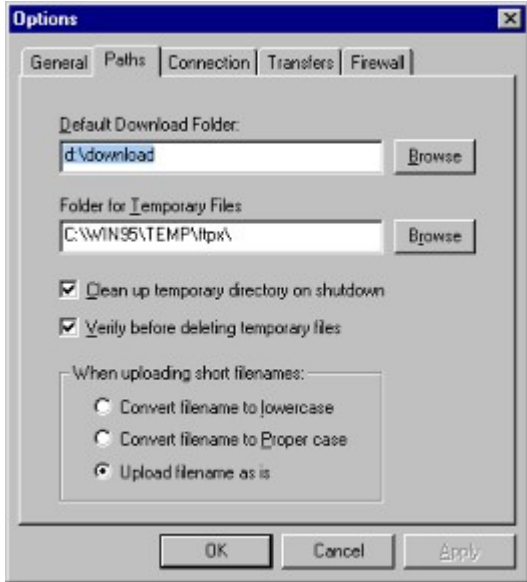 Options
General Paths Connection Transfers Firewall
Default Download Folder:
d:\download Browse
Folder for Temporary Files
C:\WIN95\TEMP\ftpx\ Browse
Clean up temporary directory on shutdown
Verify before deleting temporary files
When uploading short filenames:
Convert filename to lowercase
Convert filename to Proper case
Upload filename as is
OK Cancel Apply